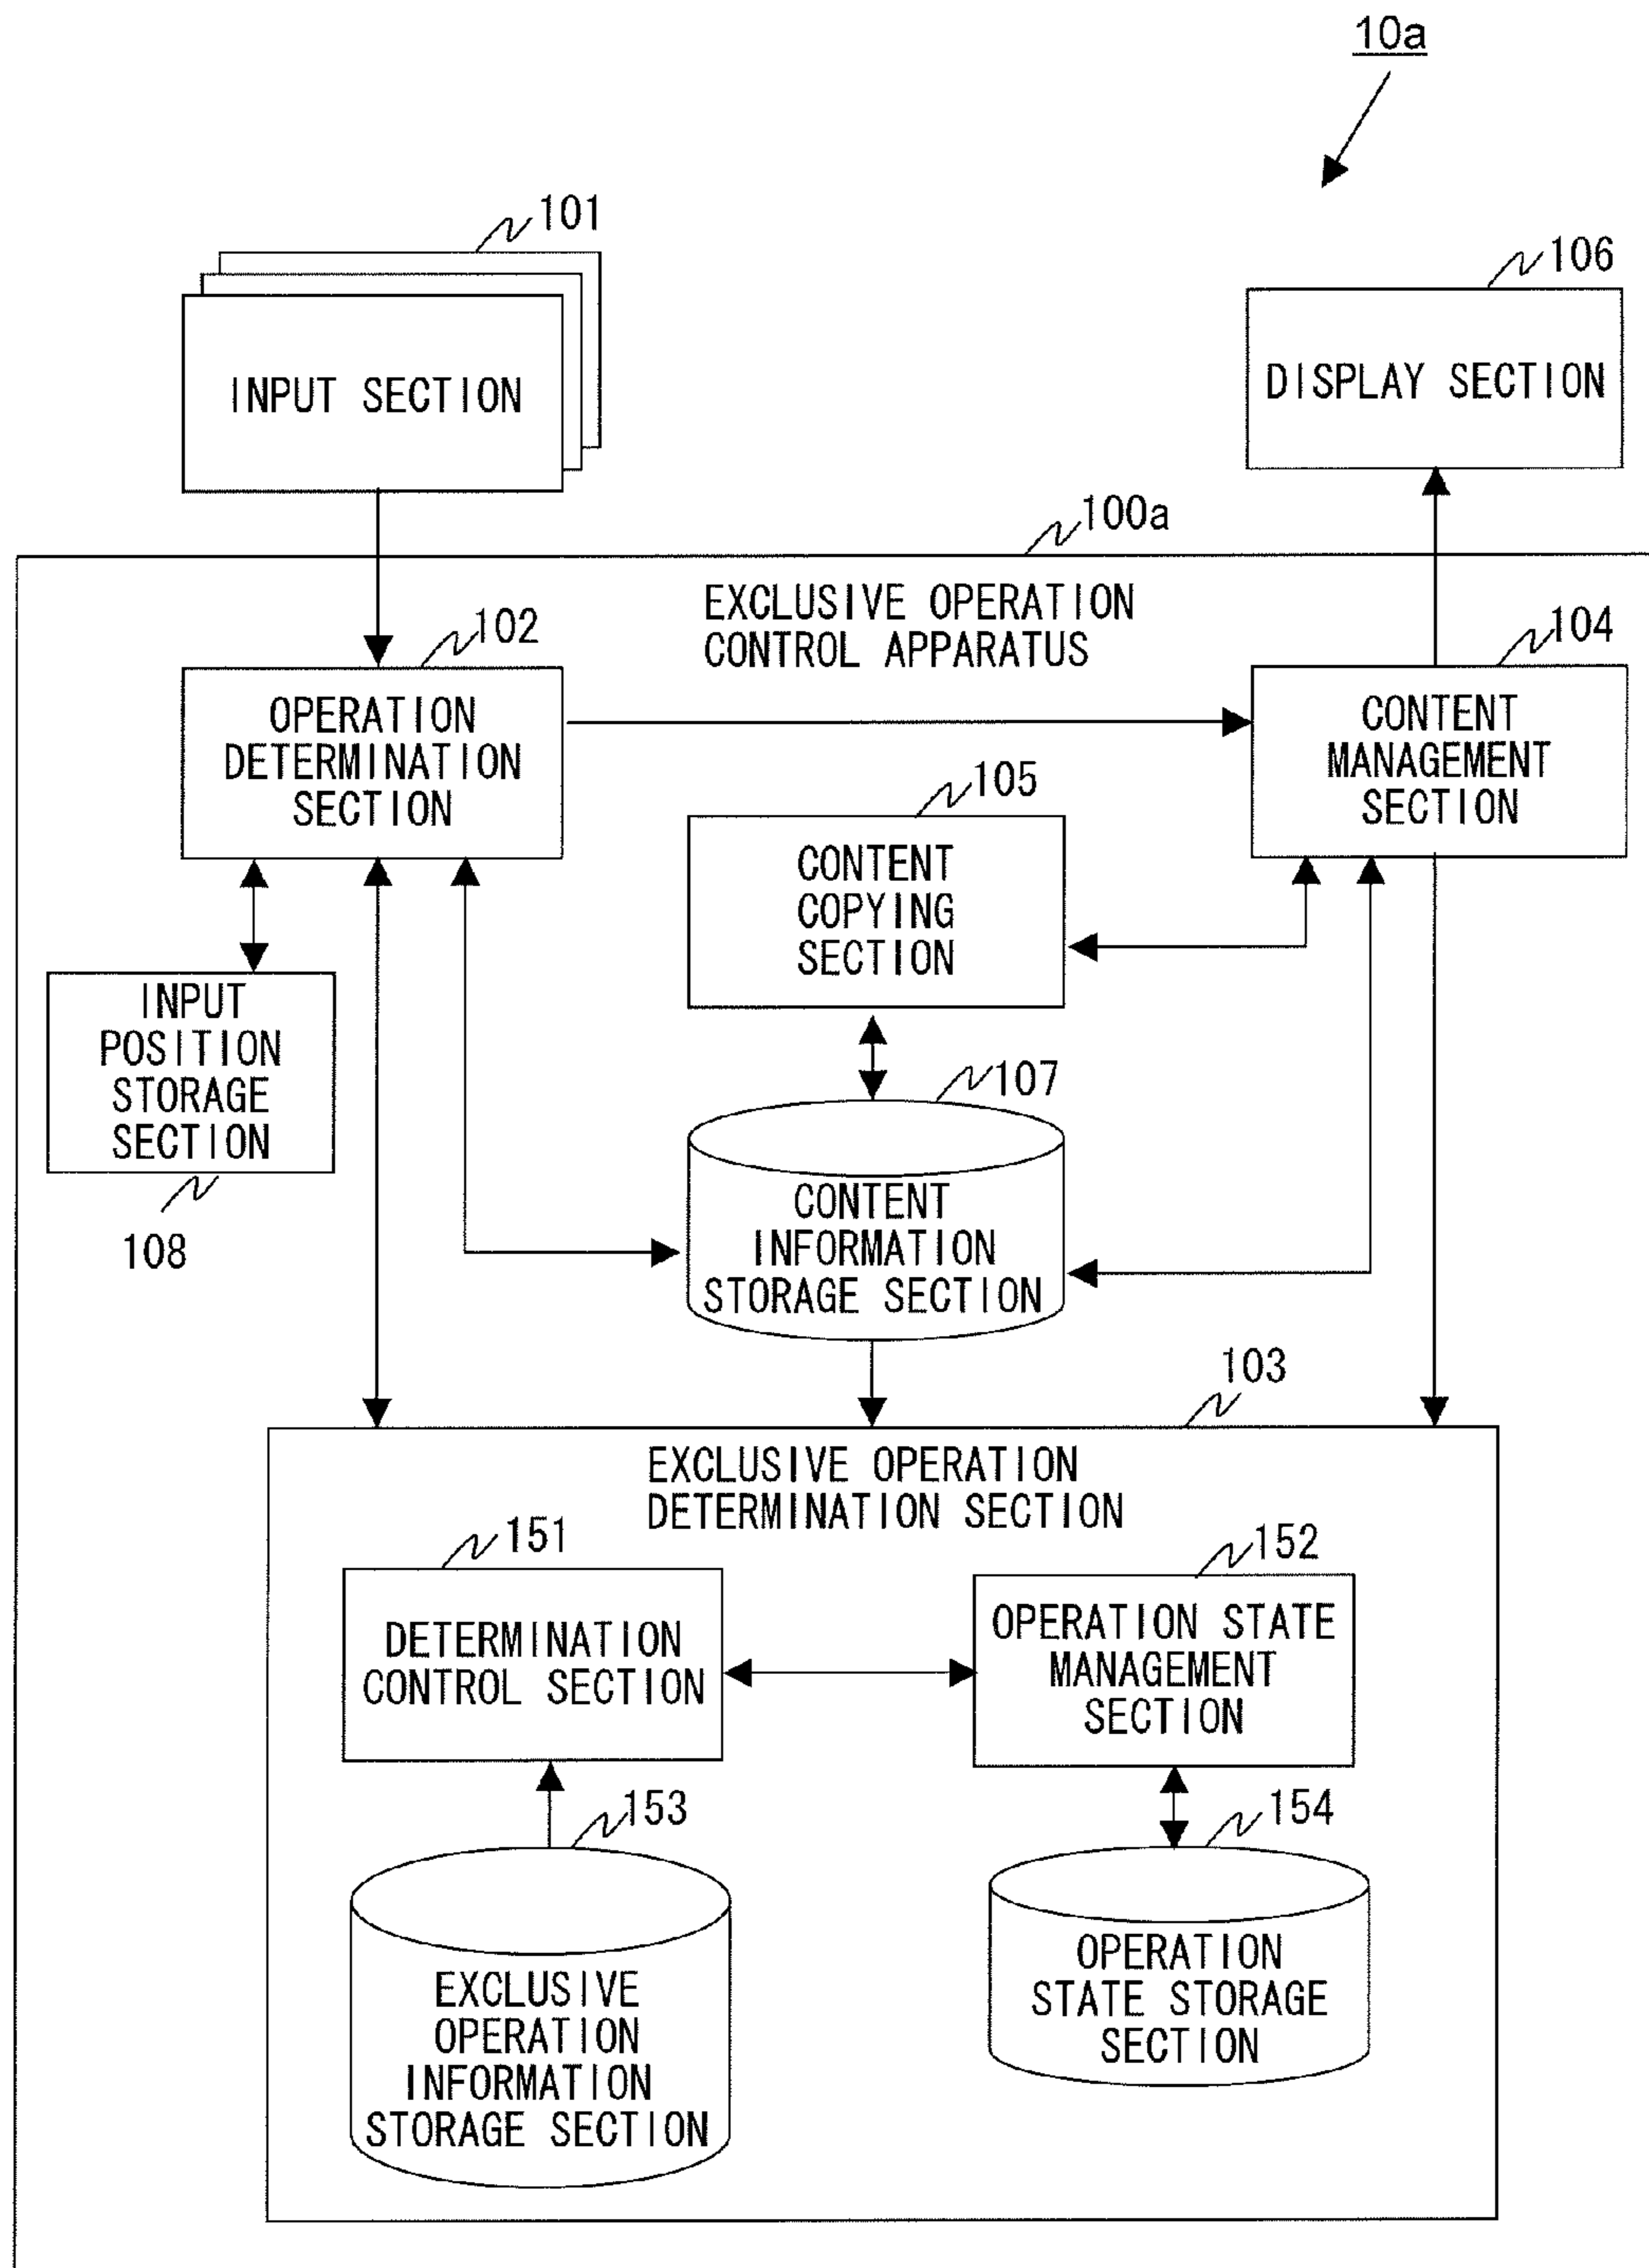 10a
101
INPUT SECTION
106
DISPLAY SECTION
100a
EXCLUSIVE OPERATION
CONTROL APPARATUS
102
OPERATION
DETERMINATION
SECTION
104
CONTENT
MANAGEMENT
SECTION
105
CONTENT
COPYING
SECTION
INPUT
POSITION
STORAGE
SECTION
108
107
CONTENT
INFORMATION
STORAGE SECTION
103
EXCLUSIVE OPERATION
DETERMINATION SECTION
151
DETERMINATION
CONTROL SECTION
152
OPERATION STATE
MANAGEMENT
SECTION
153
EXCLUSIVE
OPERATION
INFORMATION
STORAGE SECTION
154
OPERATION
STATE STORAGE
SECTION